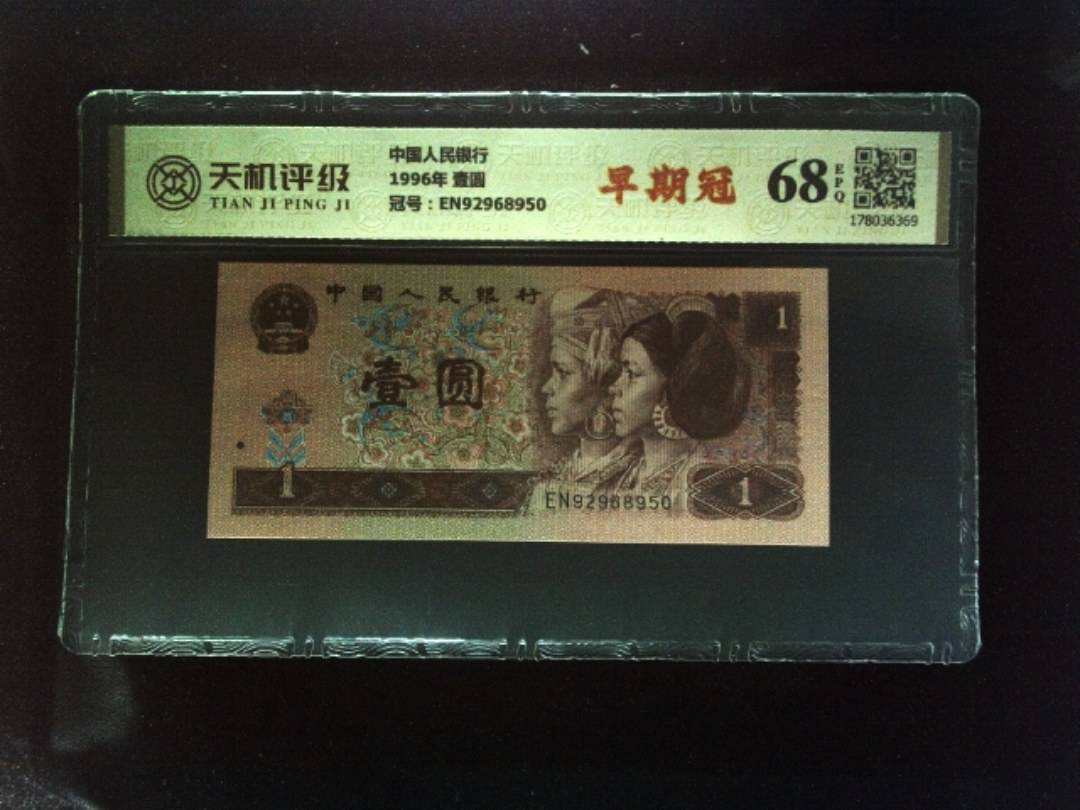 天机评级
TIAN JI PING JI
中国人民银行
1996年 壹圆
冠号：EN92968950
早期冠
68
EPQ
178036369
中国人民银行
1
壹圆
1
EN92968950
1